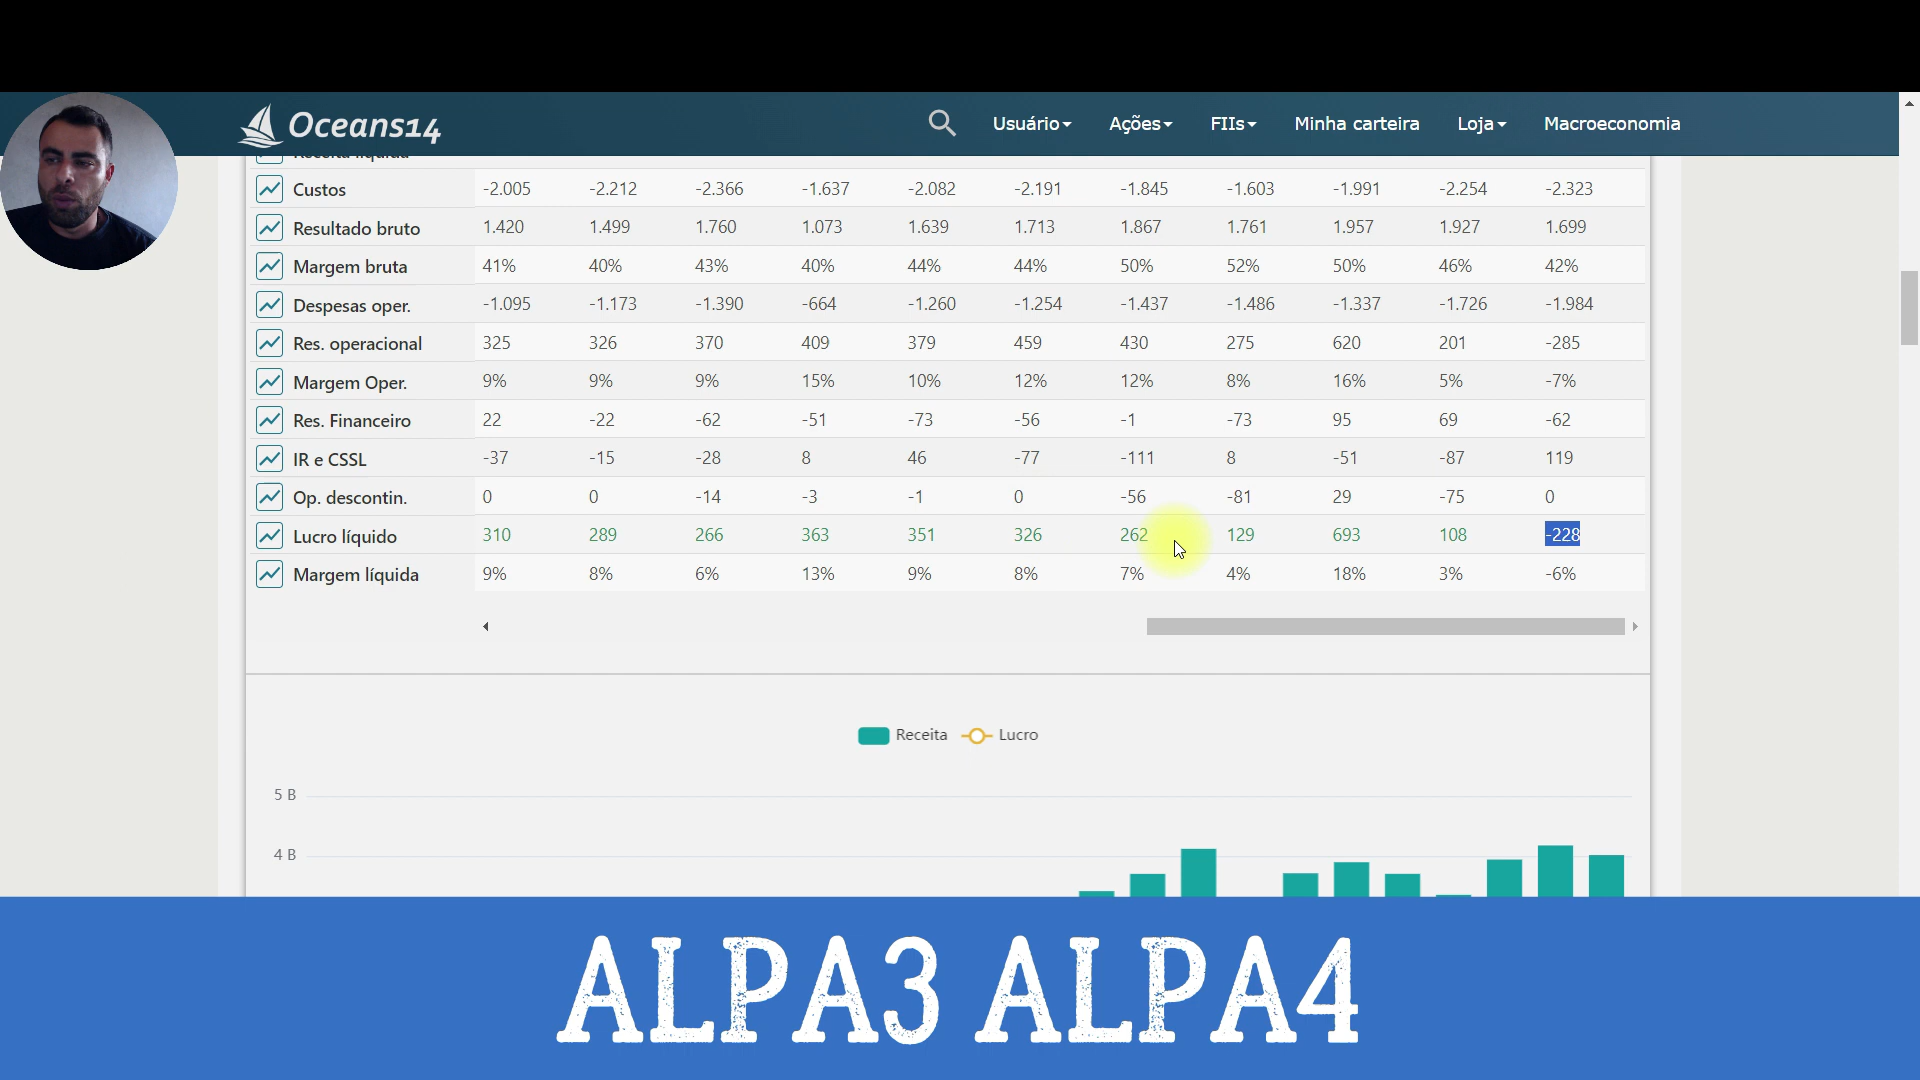 Oceans14
Usuário
Ações
FIIs
Minha carteira
Loja
Macroeconomia
Receita líquida
Custos -2.005 -2.212 -2.366 -1.637 -2.082 -2.191 -1.845 -1.603 -1.991 -2.254 -2.323
Resultado bruto 1.420 1.499 1.760 1.073 1.639 1.713 1.867 1.761 1.957 1.927 1.699
Margem bruta 41% 40% 43% 40% 44% 44% 50% 52% 50% 46% 42%
Despesas oper. -1.095 -1.173 -1.390 -664 -1.260 -1.254 -1.437 -1.486 -1.337 -1.726 -1.984
Res. operacional 325 326 370 409 379 459 430 275 620 201 -285
Margem Oper. 9% 9% 9% 15% 10% 12% 12% 8% 16% 5% -7%
Res. Financeiro 22 -22 -62 -51 -73 -56 -1 -73 95 69 -62
IR e CSSL -37 -15 -28 8 46 -77 -111 8 -51 -87 119
Op. descontin. 0 0 -14 -3 -1 0 -56 -81 29 -75 0
Lucro líquido 310 289 266 363 351 326 262 129 693 108 -228
Margem líquida 9% 8% 6% 13% 9% 8% 7% 4% 18% 3% -6%
Receita Lucro
5 B
4 B
ALPA3 ALPA4